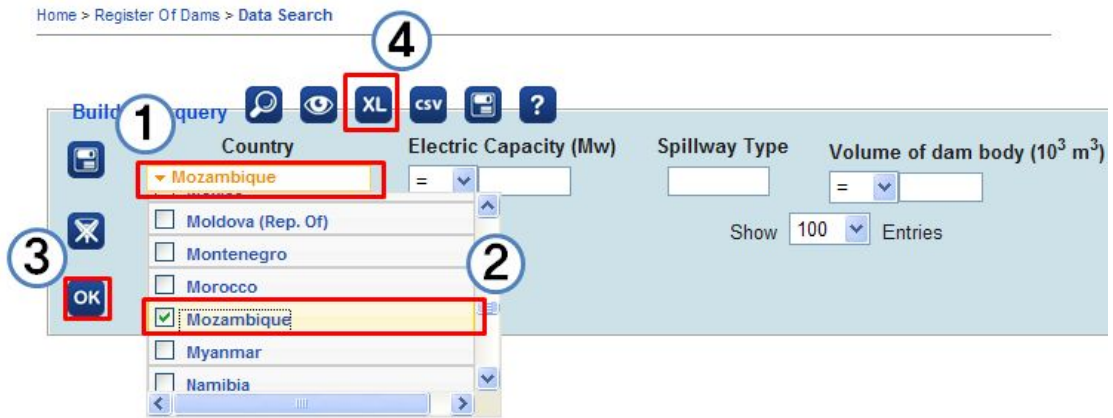 Home > Register Of Dams > Data Search
4
Build query XL CSV ?
1
Country Electric Capacity (Mw) Spillway Type Volume of dam body (10³ m³)
Mozambique = =
Moldova (Rep. Of) Show 100 Entries
Montenegro
2
3
Morocco
OK
Mozambique
Myanmar
Namibia